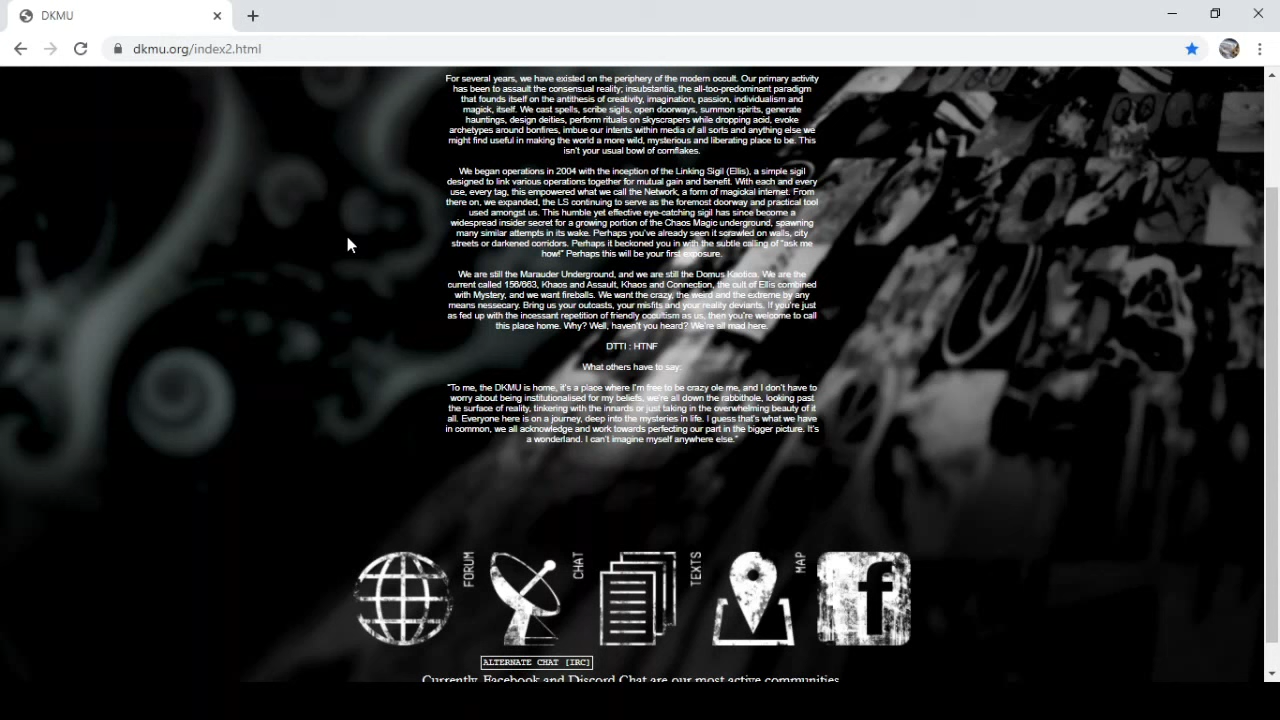 DKMU
dkmu.org/index2.html
For several years, we have existed on the periphery of the modern occult. Our primary activity
has been to assault the consensual reality; insubstantia, the all-too-predominant paradigm
that founds itself on the antithesis of creativity, imagination, passion, individualism and
magick, itself. We cast spells, scribe sigils, open doorways, summon spirits, generate
hauntings, design deities, perform rituals on skyscrapers while dropping acid, evoke
archetypes around bonfires, imbue our intents within media of all sorts and anything else we
might find useful in making the world a more wild, mysterious and liberating place to be. This
isn't your usual bowl of cornflakes.
We began operations in 2004 with the inception of the Linking Sigil (Ellis), a simple sigil
designed to link various operations together for mutual gain and benefit. With each and every
use, every tag, this empowered what we call the Network, a form of magickal internet. From
there on, we expanded, the LS continuing to serve as the foremost doorway and practical tool
used amongst us. This humble yet effective eye-catching sigil has since become a
widespread insider secret for a growing portion of the Chaos Magic underground, spawning
many similar attempts in its wake. Perhaps you've already seen it scrawled on walls, city
streets or darkened corridors. Perhaps it beckoned you in with the subtle calling of "ask me
how!" Perhaps this will be your first exposure.
We are still the Marauder Underground, and we are still the Domus Kaotica. We are the
current called 156/663, Khaos and Assault, Khaos and Connection, the cult of Ellis combined
with Mystery, and we want fireballs. We want the crazy, the weird and the extreme by any
means nessecary. Bring us your outcasts, your misfits and your reality deviants. If you're just
as fed up with the incessant repetition of friendly occultism as us, then you're welcome to call
this place home. Why? Well, haven't you heard? We're all mad here.
DTTI : HTNF
What others have to say:
"To me, the DKMU is home, it's a place where I'm free to be crazy ole me, and I don't have to
worry about being institutionalised for my beliefs, we're all down the rabbithole, looking past
the surface of reality, tinkering with the innards or just taking in the overwhelming beauty of it
all. Everyone here is on a journey, deep into the mysteries in life. I guess that's what we have
in common, we all acknowledge and work towards perfecting our part in the bigger picture. It's
a wonderland. I can't imagine myself anywhere else."
FORUM
CHAT
TEXTS
MAP
f
ALTERNATE CHAT [IRC]
Currently, Facebook and Discord Chat are our most active communities